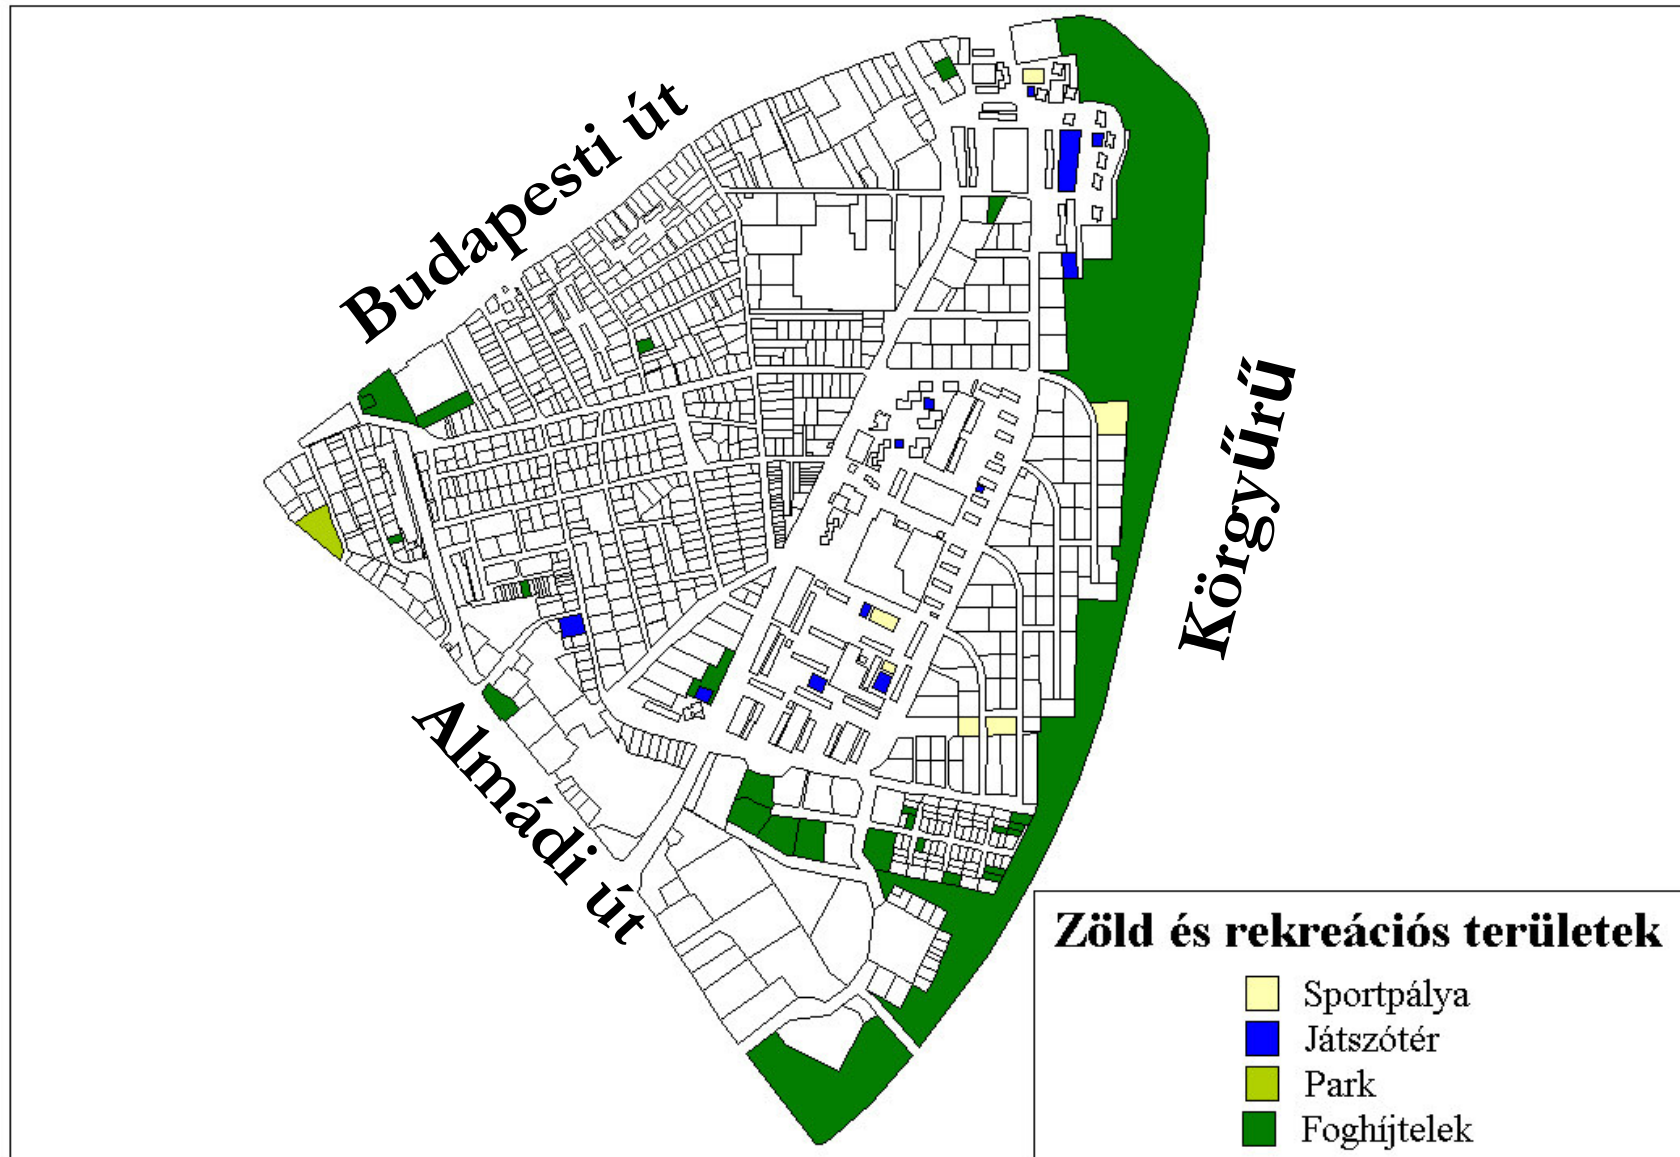 Budapesti út
Körgyűrű
Almádi út
Zöld és rekreációs területek
Sportpálya
Játszótér
Park
Foghíjtelek